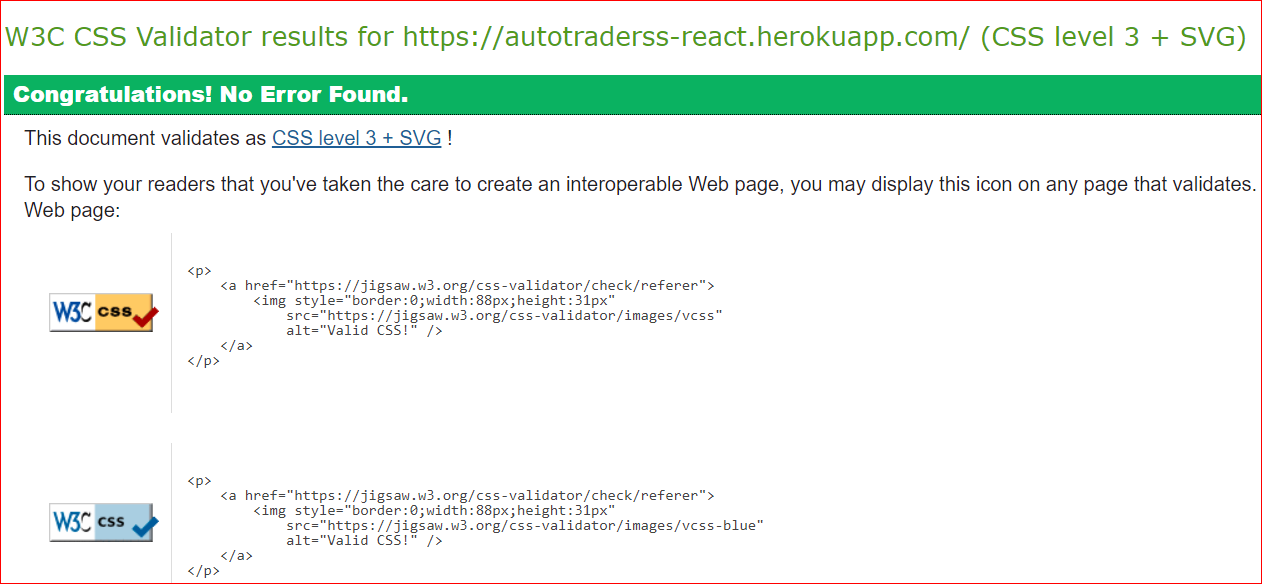 W3C CSS Validator results for https://autotraderss-react.herokuapp.com/ (CSS level 3 + SVG)
Congratulations! No Error Found.
This document validates as CSS level 3 + SVG !
To show your readers that you've taken the care to create an interoperable Web page, you may display this icon on any page that validates.
Web page:
W3C css
<p>
    <a href="https://jigsaw.w3.org/css-validator/check/referer">
        <img style="border:0;width:88px;height:31px"
            src="https://jigsaw.w3.org/css-validator/images/vcss"
            alt="Valid CSS!" />
    </a>
</p>
W3C css
<p>
    <a href="https://jigsaw.w3.org/css-validator/check/referer">
        <img style="border:0;width:88px;height:31px"
            src="https://jigsaw.w3.org/css-validator/images/vcss-blue"
            alt="Valid CSS!" />
    </a>
</p>